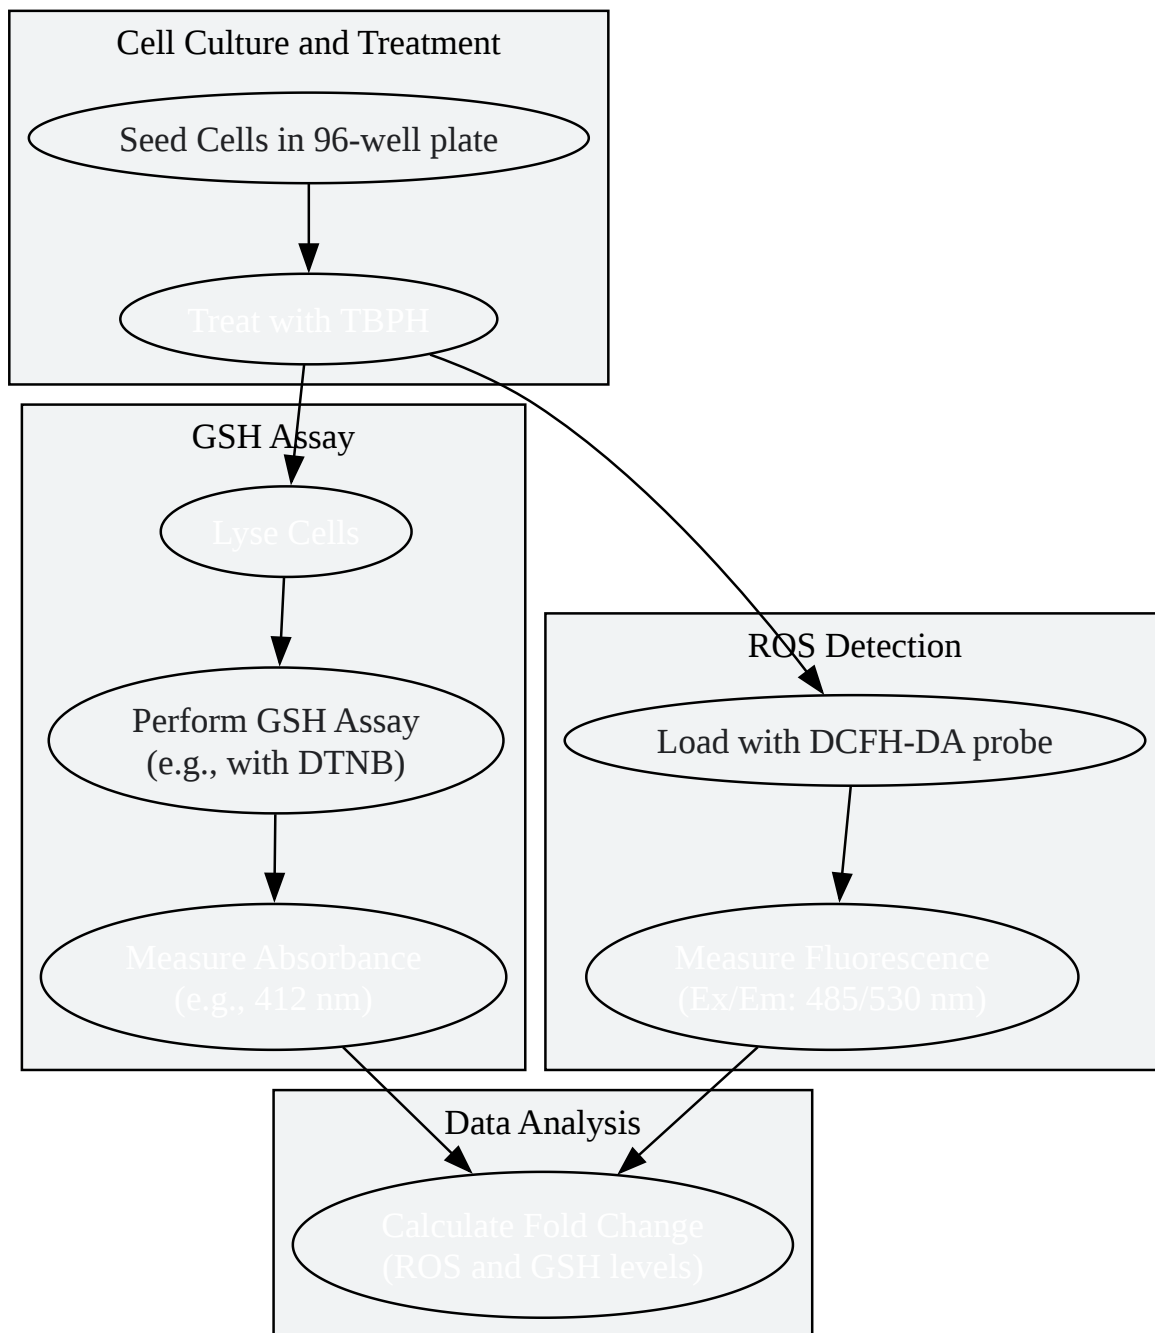 Cell Culture and Treatment
Seed Cells in 96-well plate
Treat with TBPH
GSH Assay
Lyse Cells
Perform GSH Assay
(e.g., with DTNB)
Measure Absorbance
(e.g., 412 nm)
ROS Detection
Load with DCFH-DA probe
Measure Fluorescence
(Ex/Em: 485/530 nm)
Data Analysis
Calculate Fold Change
(ROS and GSH levels)